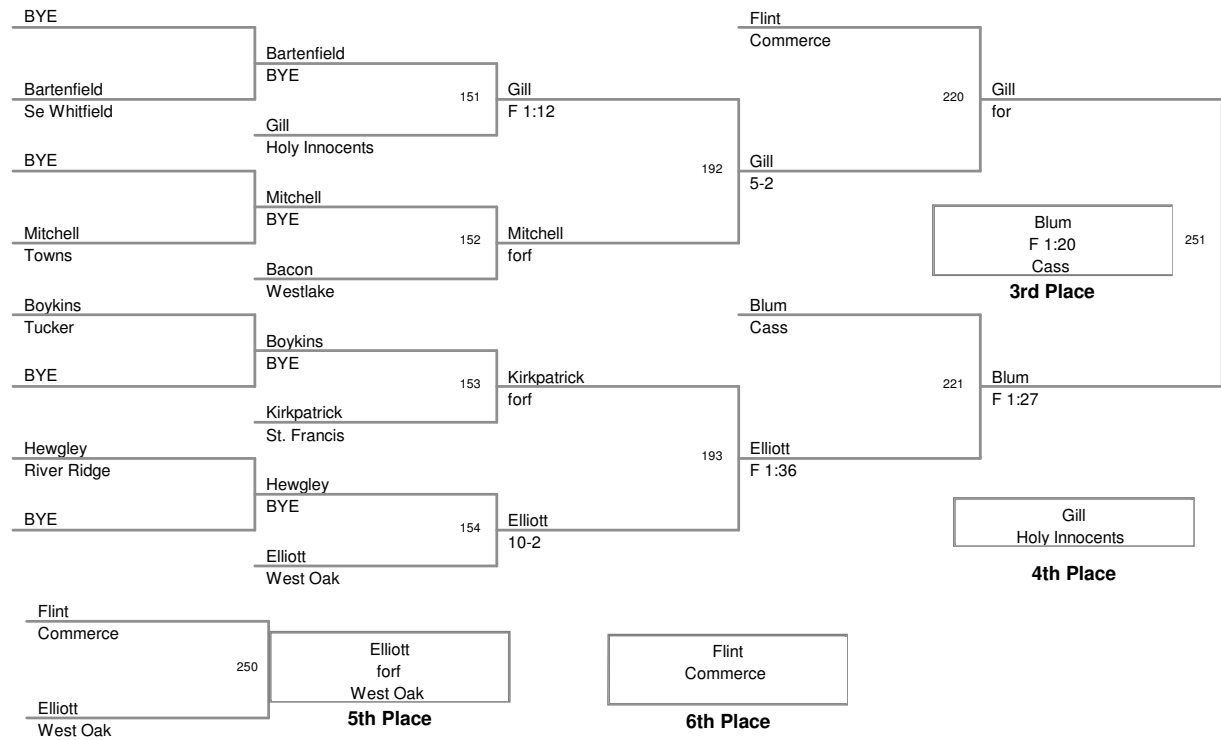 BYE
Bartenfield
Se Whitfield
BYE
Mitchell
Towns
Boykins
Tucker
BYE
Hewgley
River Ridge
BYE
Bartenfield
BYE
151
Gill
Holy Innocents
Mitchell
BYE
152
Bacon
Westlake
Boykins
BYE
153
Kirkpatrick
St. Francis
Hewgley
BYE
154
Elliott
West Oak
Gill
F 1:12
192
Mitchell
forf
Kirkpatrick
forf
193
Elliott
10-2
Flint
Commerce
220
Gill
5-2
Blum
Cass
221
Elliott
F 1:36
Gill
for
251
Blum
F 1:27
Blum
F 1:20
Cass
3rd Place
Gill
Holy Innocents
4th Place
Flint
Commerce
250
Elliott
West Oak
Elliott
forf
West Oak
5th Place
Flint
Commerce
6th Place